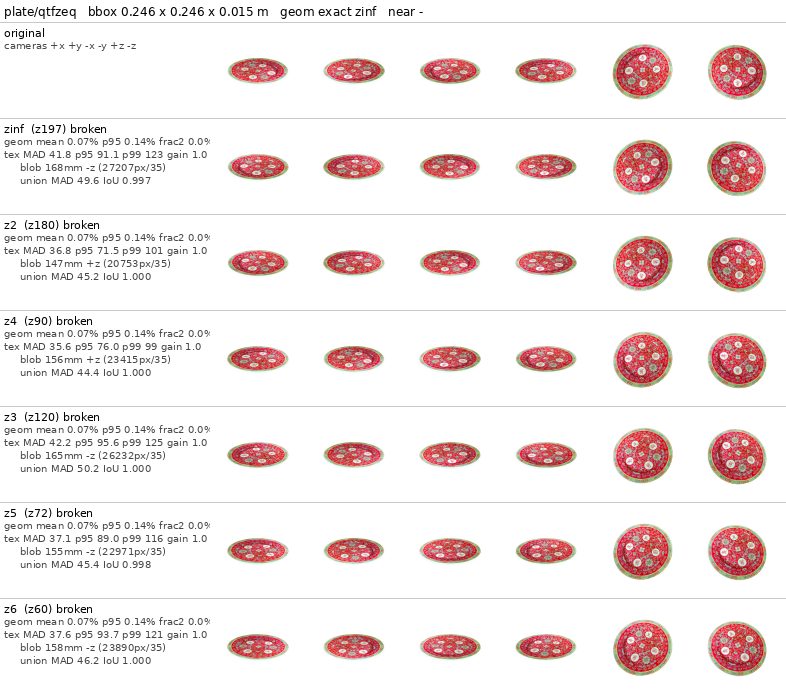 plate/qtfzeq   bbox 0.246 x 0.246 x 0.015 m   geom exact zinf   near -
original
cameras +x +y -x -y +z -z
zinf  (z197) broken
geom mean 0.07% p95 0.14% frac2 0.0%
tex MAD 41.8 p95 91.1 p99 123 gain 1.0
blob 168mm -z (27207px/35)
union MAD 49.6 IoU 0.997
z2  (z180) broken
geom mean 0.07% p95 0.14% frac2 0.0%
tex MAD 36.8 p95 71.5 p99 101 gain 1.0
blob 147mm +z (20753px/35)
union MAD 45.2 IoU 1.000
z4  (z90) broken
geom mean 0.07% p95 0.14% frac2 0.0%
tex MAD 35.6 p95 76.0 p99 99 gain 1.0
blob 156mm +z (23415px/35)
union MAD 44.4 IoU 1.000
z3  (z120) broken
geom mean 0.07% p95 0.14% frac2 0.0%
tex MAD 42.2 p95 95.6 p99 125 gain 1.0
blob 165mm -z (26232px/35)
union MAD 50.2 IoU 1.000
z5  (z72) broken
geom mean 0.07% p95 0.14% frac2 0.0%
tex MAD 37.1 p95 89.0 p99 116 gain 1.0
blob 155mm -z (22971px/35)
union MAD 45.4 IoU 0.998
z6  (z60) broken
geom mean 0.07% p95 0.14% frac2 0.0%
tex MAD 37.6 p95 93.7 p99 121 gain 1.0
blob 158mm -z (23890px/35)
union MAD 46.2 IoU 1.000